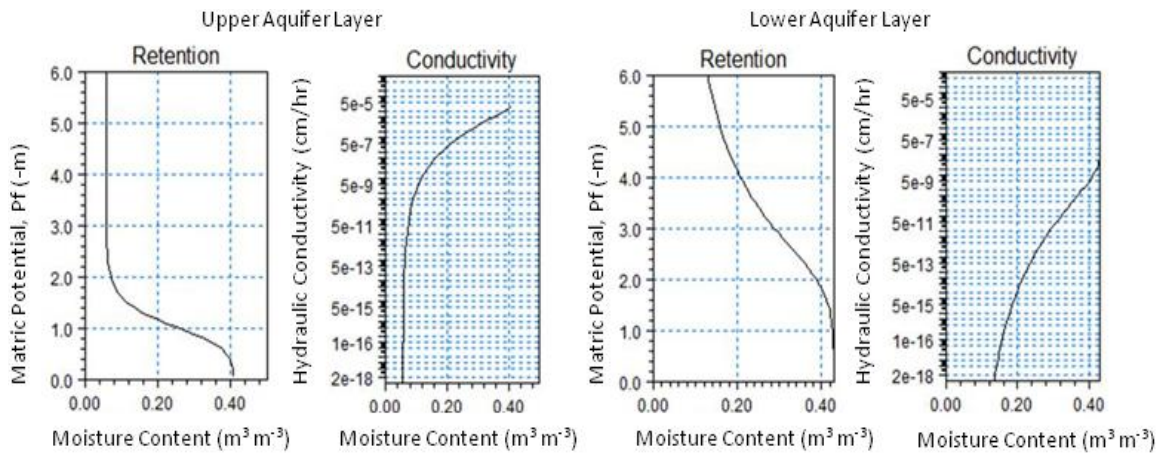 Upper Aquifer Layer
Lower Aquifer Layer
Retention
Matric Potential, Pf (-m)
6.0
5.0
4.0
3.0
2.0
1.0
0.0
0.00 0.20 0.40
Moisture Content (m³ m⁻³)
Conductivity
Hydraulic Conductivity (cm/hr)
5e-5
5e-7
5e-9
5e-11
5e-13
5e-15
1e-16
2e-18
0.00 0.20 0.40
Moisture Content (m³ m⁻³)
Retention
Matric Potential, Pf (-m)
6.0
5.0
4.0
3.0
2.0
1.0
0.0
0.00 0.20 0.40
Moisture Content (m³ m⁻³)
Conductivity
Hydraulic Conductivity (cm/hr)
5e-5
5e-7
5e-9
5e-11
5e-13
5e-15
1e-16
2e-18
0.00 0.20 0.40
Moisture Content (m³ m⁻³)